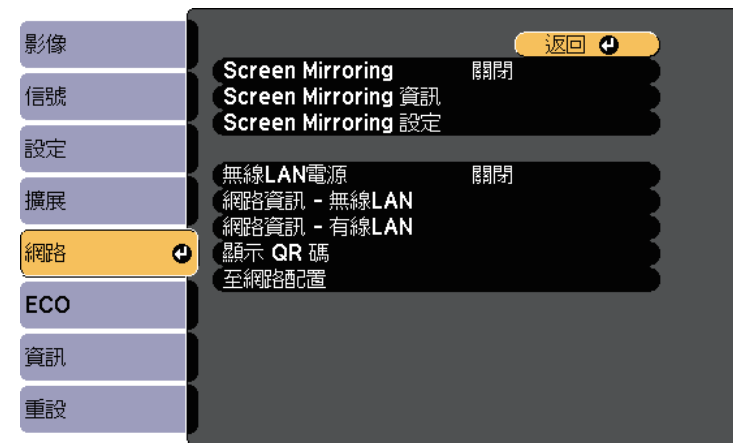 影像
信號
設定
擴展
網路
ECO
資訊
重設
返回
Screen Mirroring 關閉
Screen Mirroring 資訊
Screen Mirroring 設定
無線LAN電源 關閉
網路資訊 - 無線LAN
網路資訊 - 有線LAN
顯示 QR 碼
至網路配置